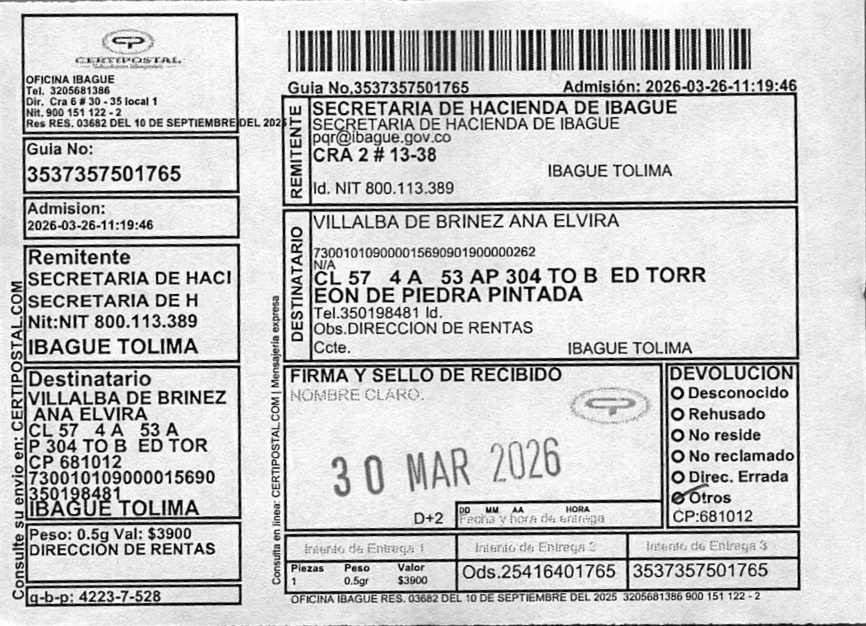 CERTIPOSTAL
OFICINA IBAGUE
Tel. 3205681386
Dir. Cra 6 # 30 - 35 local 1
Nit. 900 151 122 - 2
Res RES. 03682 DEL 10 DE SEPTIEMBRE DEL 2025
Guia No:
3537357501765
Admision:
2026-03-26-11:19:46
Remitente
SECRETARIA DE HACI
SECRETARIA DE H
Nit:NIT 800.113.389
IBAGUE TOLIMA
Destinatario
VILLALBA DE BRINEZ
ANA ELVIRA
CL 57 4 A 53 A
P 304 TO B ED TOR
CP 681012
730010109000015690
350198481
IBAGUE TOLIMA
Peso: 0.5g Val: $3900
DIRECCION DE RENTAS
q-b-p: 4223-7-528
Consulte su envio en: CERTIPOSTAL.COM
Guia No,3537357501765 Admisión: 2026-03-26-11:19:46
REMITENTE
SECRETARIA DE HACIENDA DE IBAGUE
SECRETARIA DE HACIENDA DE IBAGUE
pqr@ibague.gov.co
CRA 2 # 13-38
IBAGUE TOLIMA
Id. NIT 800.113.389
DESTINATARIO
VILLALBA DE BRINEZ ANA ELVIRA
730010109000015690901900000262
N/A
CL 57 4 A 53 AP 304 TO B ED TORR
EON DE PIEDRA PINTADA
Tel.350198481 Id.
Obs.DIRECCION DE RENTAS
Ccte. IBAGUE TOLIMA
Consulta en linea: CERTIPOSTAL.COM | Mensajería expresa
FIRMA Y SELLO DE RECIBIDO
NOMBRE CLARO:
30 MAR 2026
D+2
DD MM AA HORA
Fecha y hora de entrega
DEVOLUCION
Desconocido
Rehusado
No reside
No reclamado
Direc. Errada
Otros
CP:681012
Intento de Entrega 1 Intento de Entrega 2 Intento de Entrega 3
Piezas Peso Valor
1 0.5gr $3900
Ods.25416401765 3537357501765
OFICINA IBAGUE RES. 03682 DEL 10 DE SEPTIEMBRE DEL 2025 3205681386 900 151 122 - 2